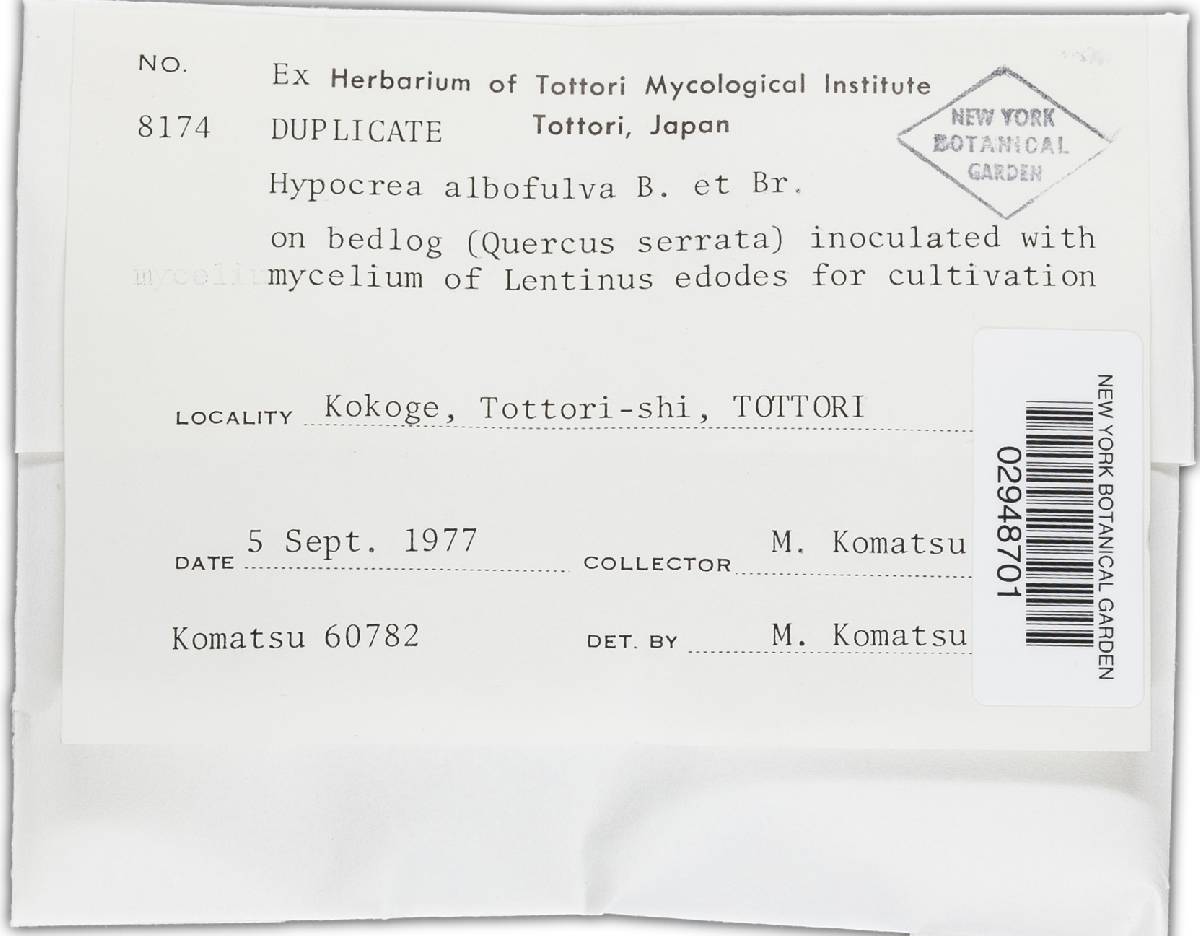 NO.
Ex Herbarium of Tottori Mycological Institute
8174 DUPLICATE Tottori, Japan
NEW YORK
BOTANICAL
GARDEN
Hypocrea albofulva B. et Br.
on bedlog (Quercus serrata) inoculated with
mycelium of Lentinus edodes for cultivation
LOCALITY Kokoge, Tottori-shi, TOTTORI
DATE 5 Sept. 1977 COLLECTOR M. Komatsu
Komatsu 60782 DET. BY M. Komatsu
NEW YORK BOTANICAL GARDEN
02948701